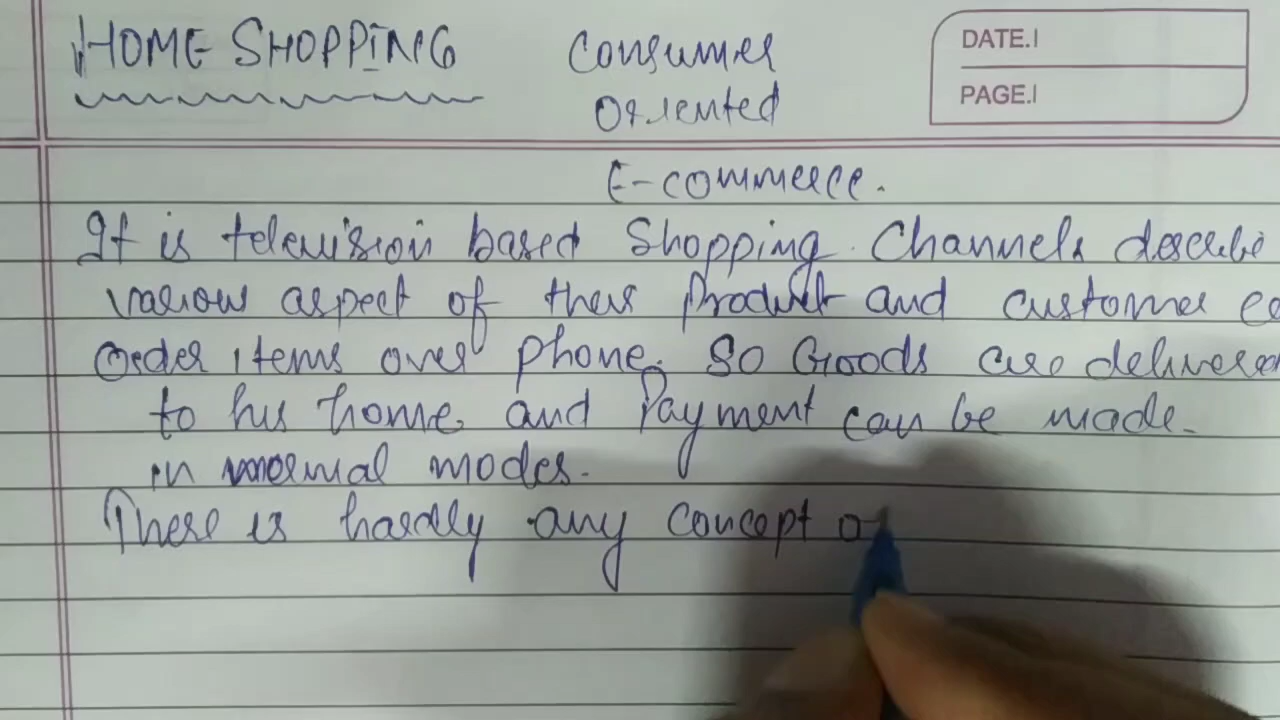 HOME SHOPPING
Consumer
Oriented
DATE.
PAGE.
E-commerce.
It is television based Shopping. Channels describe
various aspect of their Product and customer ca
Order items over phone. So Goods are delivered
to his home and Payment can be made
in normal modes.
There is hardly any concept o